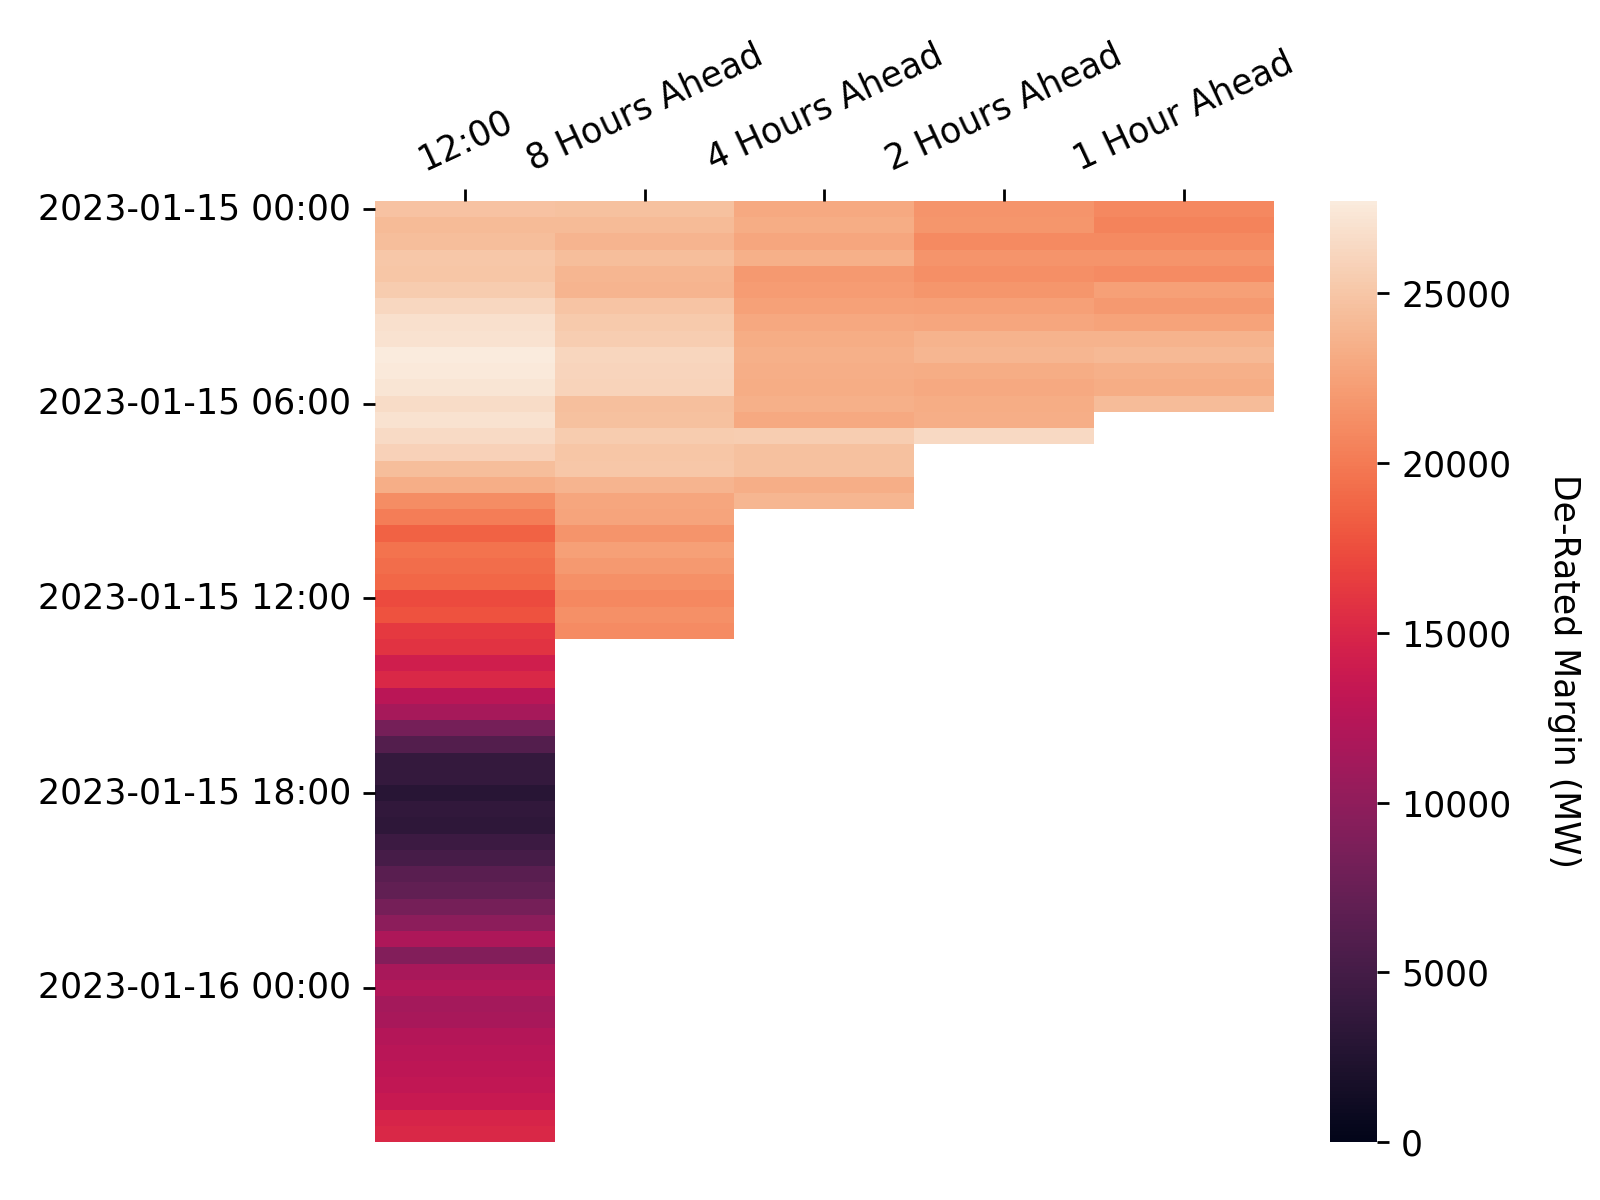 12:00
8 Hours Ahead
4 Hours Ahead
2 Hours Ahead
1 Hour Ahead
2023-01-15 00:00
2023-01-15 06:00
2023-01-15 12:00
2023-01-15 18:00
2023-01-16 00:00
25000
20000
15000
10000
5000
0
De-Rated Margin (MW)